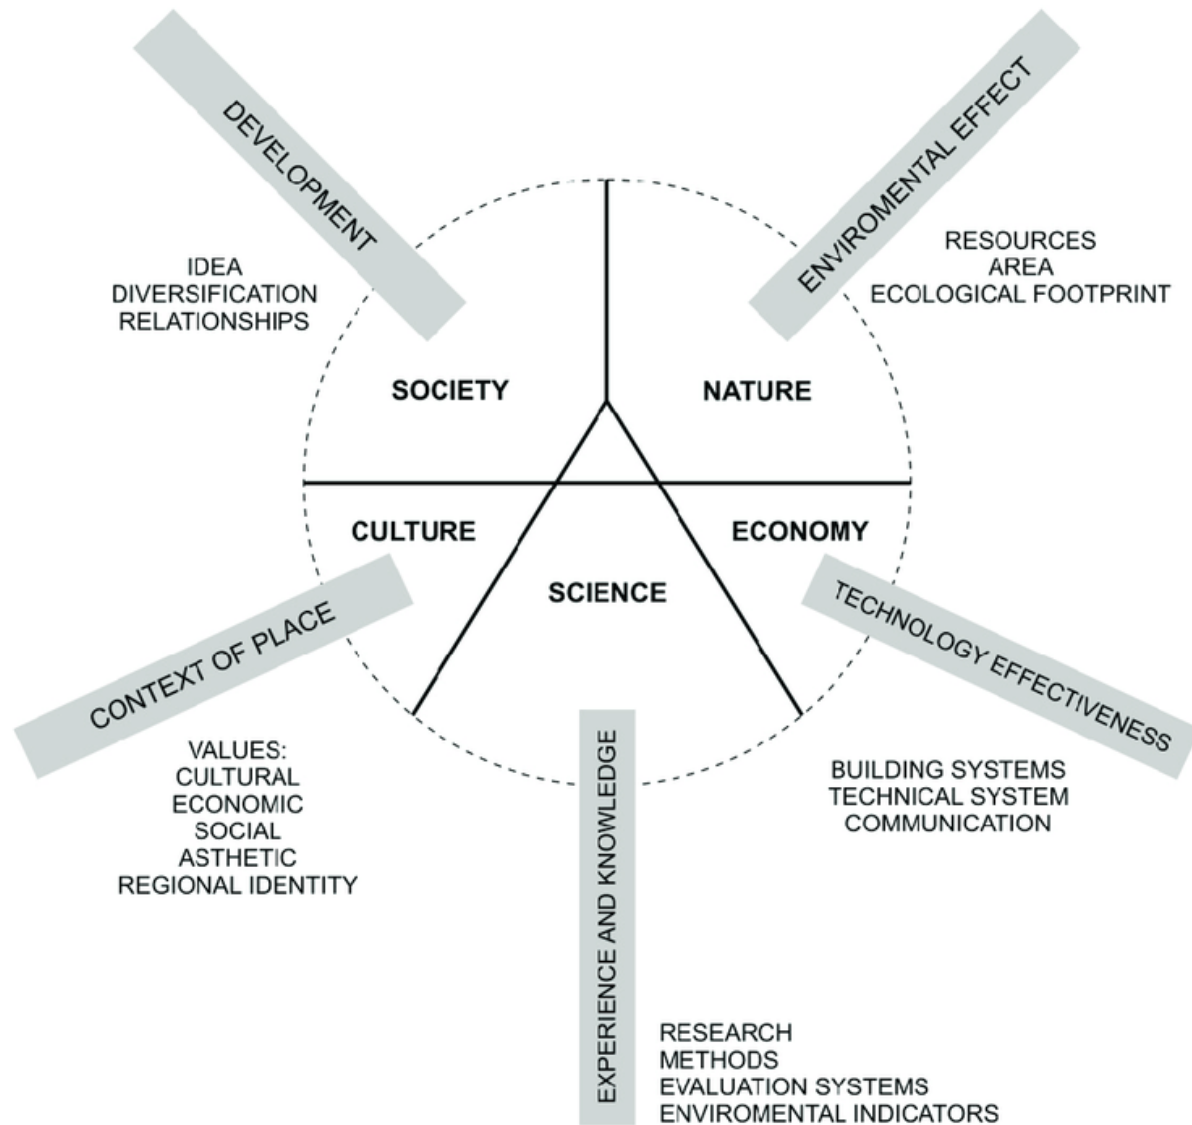 DEVELOPMENT
IDEA
DIVERSIFICATION
RELATIONSHIPS
ENVIROMENTAL EFFECT
RESOURCES
AREA
ECOLOGICAL FOOTPRINT
SOCIETY
NATURE
CULTURE
ECONOMY
SCIENCE
CONTEXT OF PLACE
VALUES:
CULTURAL
ECONOMIC
SOCIAL
ASTHETIC
REGIONAL IDENTITY
TECHNOLOGY EFFECTIVENESS
BUILDING SYSTEMS
TECHNICAL SYSTEM
COMMUNICATION
EXPERIENCE AND KNOWLEDGE
RESEARCH
METHODS
EVALUATION SYSTEMS
ENVIROMENTAL INDICATORS